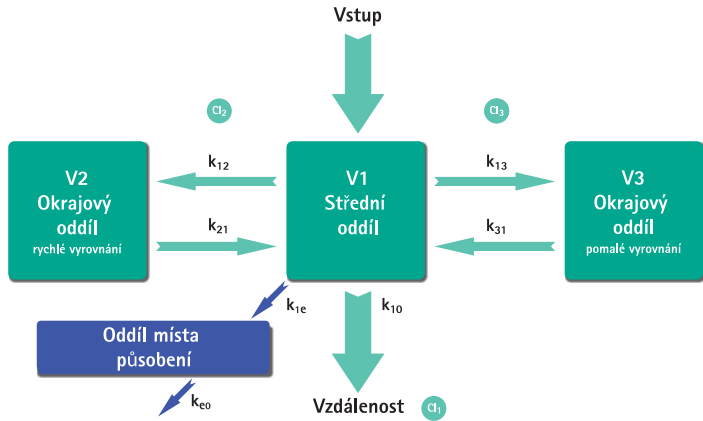 Vstup
Cl₂
Cl₃
V2
Okrajový
oddíl
rychlé vyrovnání
k₁₂
k₂₁
V1
Střední
oddíl
k₁₃
k₃₁
V3
Okrajový
oddíl
pomalé vyrovnání
k₁ₑ
k₁₀
Oddíl místa
působení
kₑ₀
Vzdálenost
Cl₁